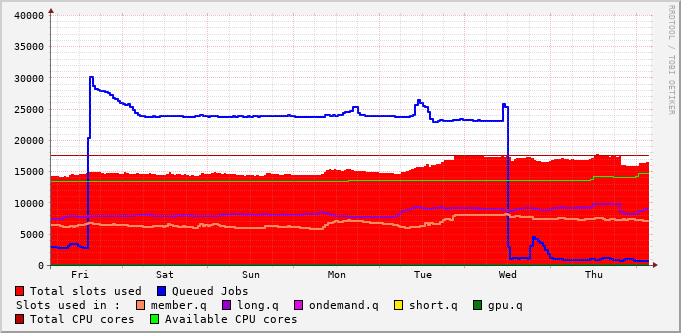 RRDTOOL / TOBI OETIKER
40000
35000
30000
25000
20000
15000
10000
5000
0
Fri Sat Sun Mon Tue Wed Thu
Total slots used Queued Jobs
Slots used in : member.q long.q ondemand.q short.q gpu.q
Total CPU cores Available CPU cores